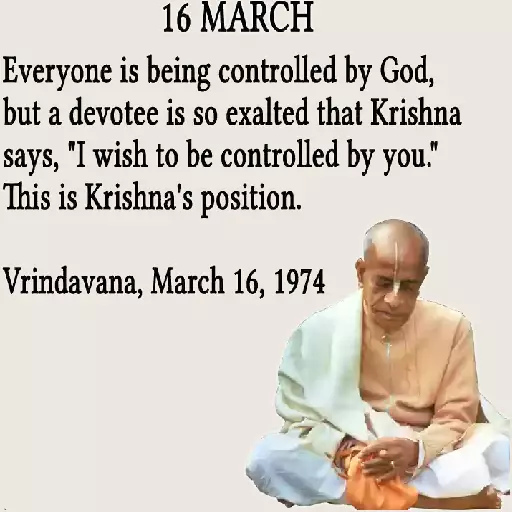 16 MARCH
Everyone is being controlled by God,
but a devotee is so exalted that Krishna
says, "I wish to be controlled by you."
This is Krishna's position.
Vrindavana, March 16, 1974